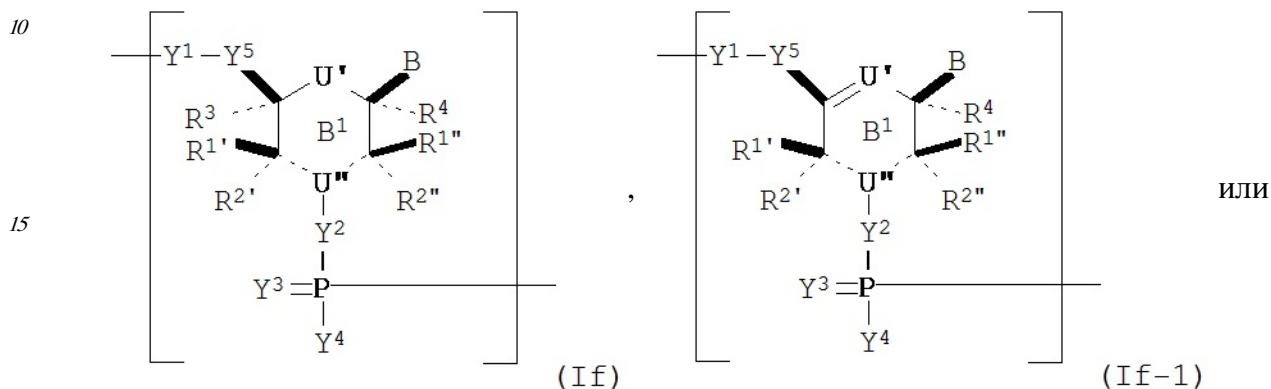 10
Y¹ Y⁵ U' B Y¹ Y⁵ U' B
R³ B¹ R⁴ B¹ R⁴
R¹' R¹" R¹' R¹"
R²' U" R²" , R²' U" R²" или
15
Y² Y²
Y³=P Y³=P
Y⁴ Y⁴
(If) (If-1)